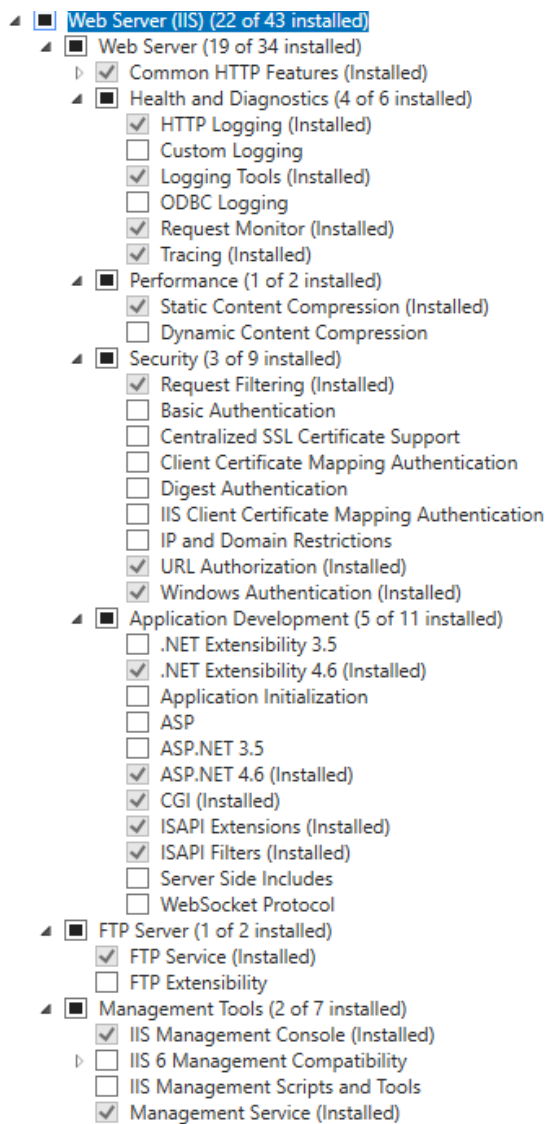 Web Server (IIS) (22 of 43 installed)
Web Server (19 of 34 installed)
Common HTTP Features (Installed)
Health and Diagnostics (4 of 6 installed)
HTTP Logging (Installed)
Custom Logging
Logging Tools (Installed)
ODBC Logging
Request Monitor (Installed)
Tracing (Installed)
Performance (1 of 2 installed)
Static Content Compression (Installed)
Dynamic Content Compression
Security (3 of 9 installed)
Request Filtering (Installed)
Basic Authentication
Centralized SSL Certificate Support
Client Certificate Mapping Authentication
Digest Authentication
IIS Client Certificate Mapping Authentication
IP and Domain Restrictions
URL Authorization (Installed)
Windows Authentication (Installed)
Application Development (5 of 11 installed)
.NET Extensibility 3.5
.NET Extensibility 4.6 (Installed)
Application Initialization
ASP
ASP.NET 3.5
ASP.NET 4.6 (Installed)
CGI (Installed)
ISAPI Extensions (Installed)
ISAPI Filters (Installed)
Server Side Includes
WebSocket Protocol
FTP Server (1 of 2 installed)
FTP Service (Installed)
FTP Extensibility
Management Tools (2 of 7 installed)
IIS Management Console (Installed)
IIS 6 Management Compatibility
IIS Management Scripts and Tools
Management Service (Installed)